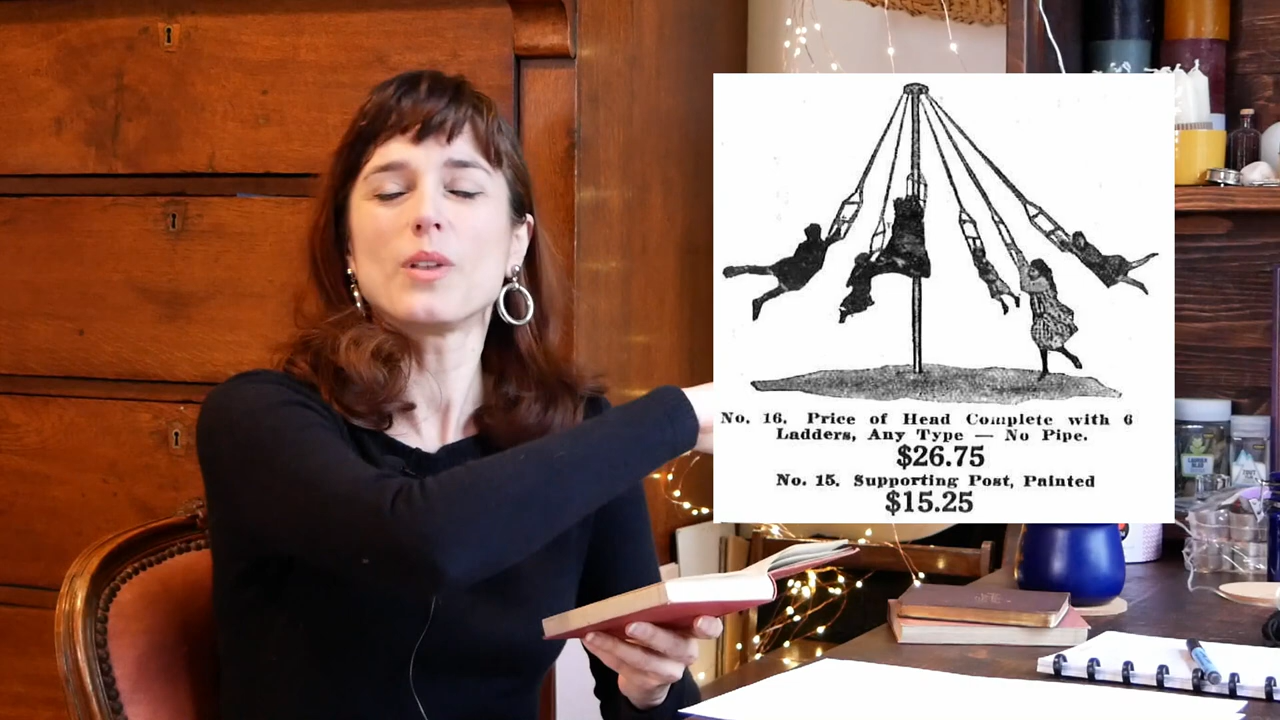 No. 16. Price of Head Complete with 6
Ladders, Any Type — No Pipe.
$26.75
No. 15. Supporting Post, Painted
$15.25